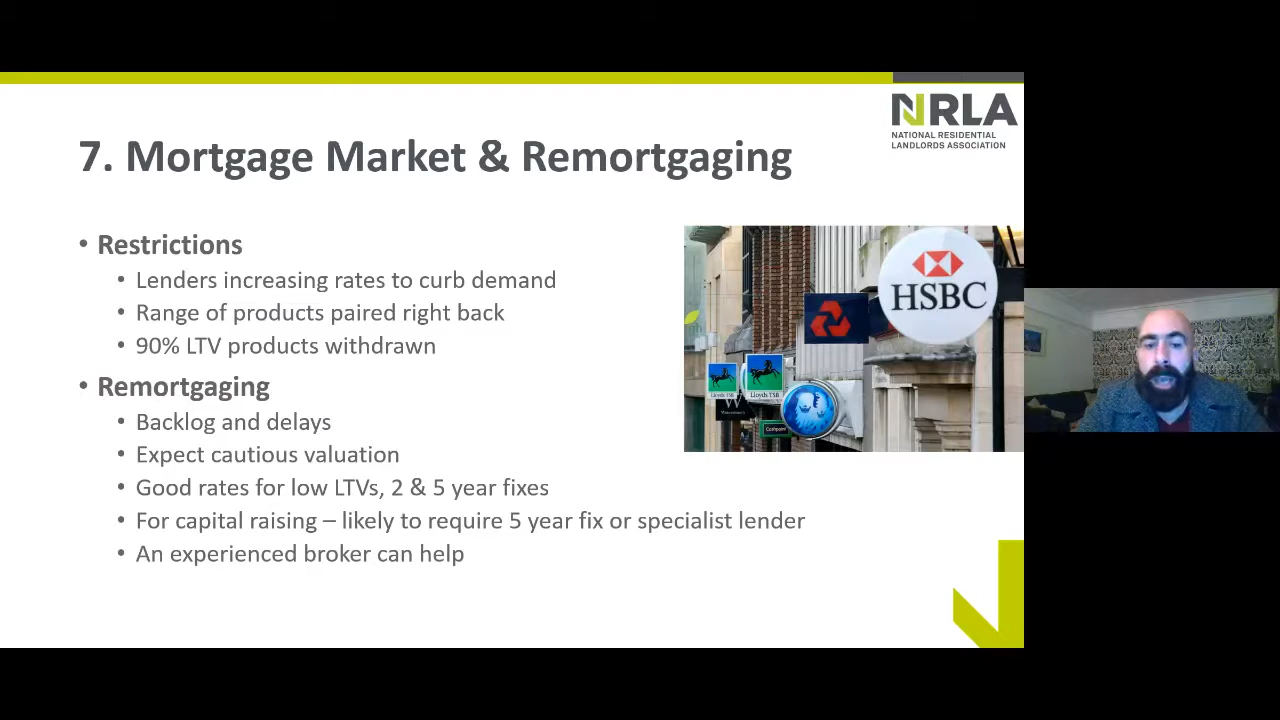 NRLA
NATIONAL RESIDENTIAL
LANDLORDS ASSOCIATION
7. Mortgage Market & Remortgaging
• Restrictions
• Lenders increasing rates to curb demand
• Range of products paired right back
• 90% LTV products withdrawn
• Remortgaging
• Backlog and delays
• Expect cautious valuation
• Good rates for low LTVs, 2 & 5 year fixes
• For capital raising – likely to require 5 year fix or specialist lender
• An experienced broker can help
HSBC
Lloyds TSB
Lloyds TSB
W
Cashpoint